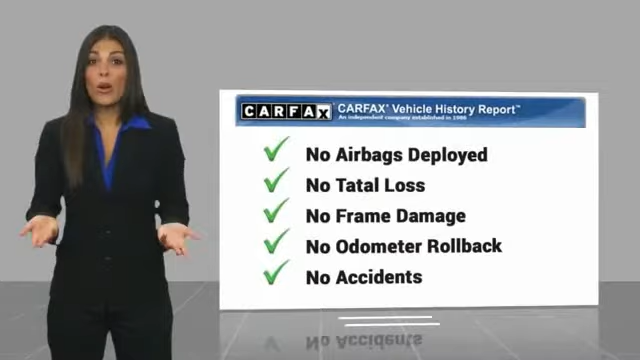 CARFAX CARFAX® Vehicle History Report™
An independent company established in 1986
No Airbags Deployed
No Tatal Loss
No Frame Damage
No Odometer Rollback
No Accidents